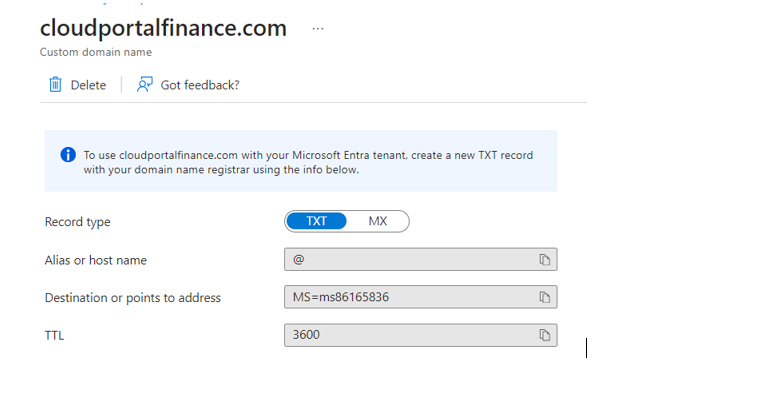 cloudportalfinance.com ...
Custom domain name
Delete Got feedback?
To use cloudportalfinance.com with your Microsoft Entra tenant, create a new TXT record
with your domain name registrar using the info below.
Record type TXT MX
Alias or host name @
Destination or points to address MS=ms86165836
TTL 3600